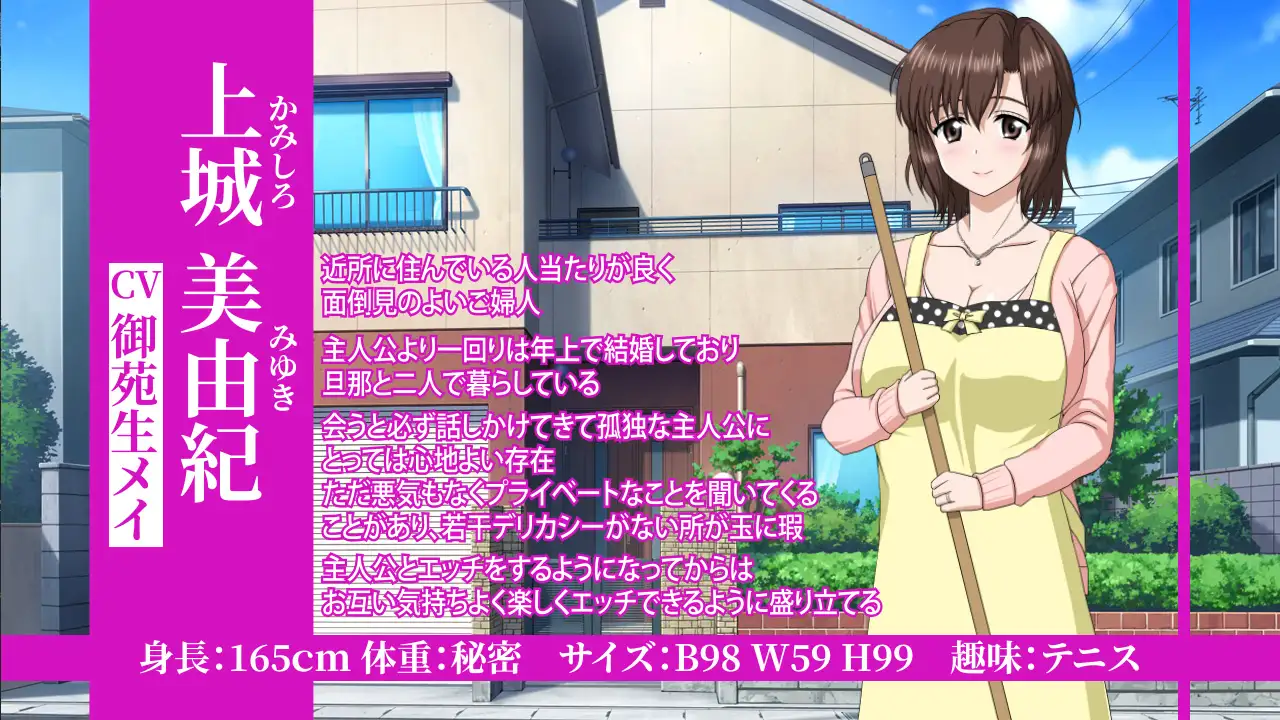 上城 美由紀
かみしろ みゆき
CV 御苑生メイ
近所に住んでいる人当たりが良く
面倒見のよいご婦人
主人公より一回りは年上で結婚しており
旦那と二人で暮らしている
会うと必ず話しかけてきて孤独な主人公に
とっては心地よい存在
ただ悪気もなくプライベートなことを聞いてくる
ことがあり、若干デリカシーがない所が玉に瑕
主人公とエッチをするようになってからは
お互い気持ちよく楽しくエッチできるように盛り立てる
身長:165cm 体重:秘密 サイズ:B98 W59 H99 趣味:テニス